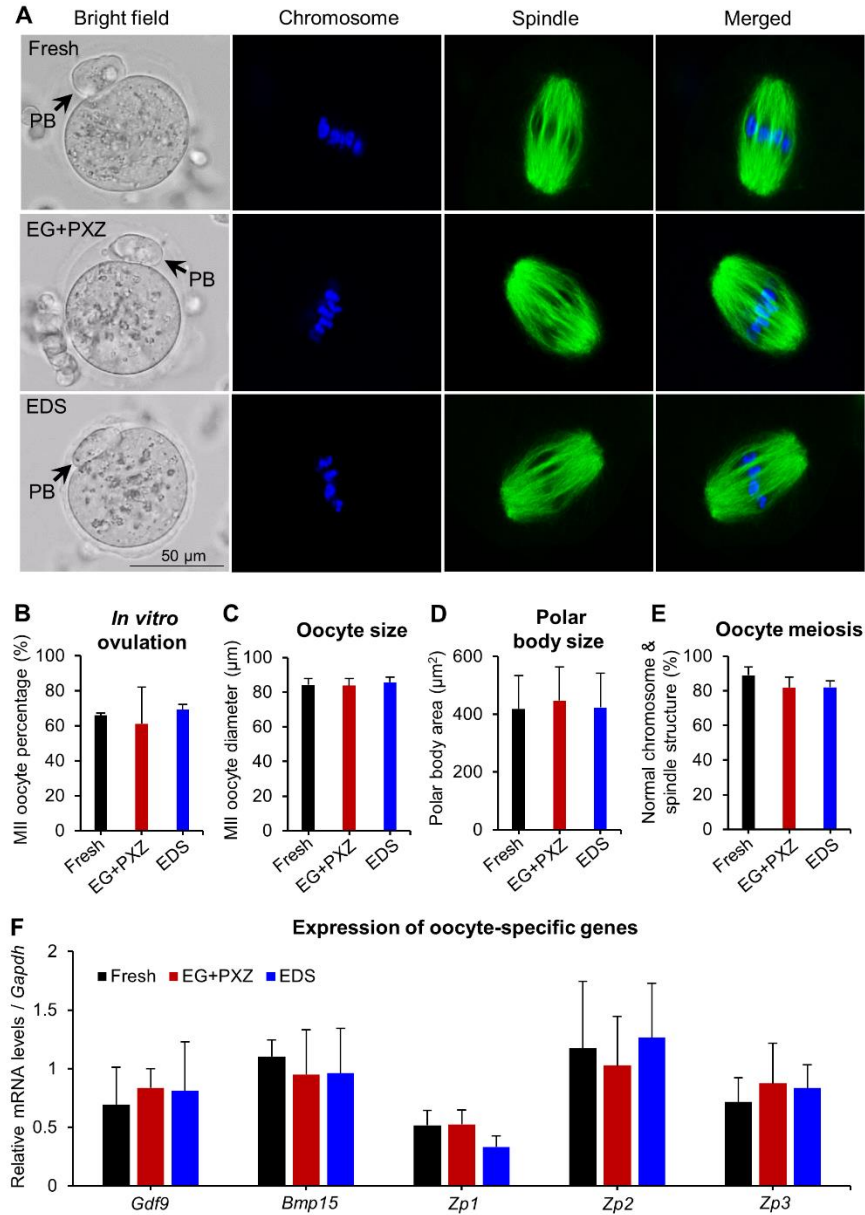 A
Bright field
Chromosome
Spindle
Merged
Fresh
PB
EG+PXZ
PB
EDS
PB
50 µm
B
In vitro
ovulation
MII oocyte percentage (%)
100
80
60
40
20
0
Fresh
EG+PXZ
EDS
C
Oocyte size
MII oocyte diameter (µm)
100
80
60
40
20
0
Fresh
EG+PXZ
EDS
D
Polar
body size
Polar body area (µm²)
600
400
200
0
Fresh
EG+PXZ
EDS
E
Oocyte meiosis
Normal chromosome &
spindle structure (%)
100
80
60
40
20
0
Fresh
EG+PXZ
EDS
F
Expression of oocyte-specific genes
Relative mRNA levels / Gapdh
2
1.5
1
0.5
0
Fresh
EG+PXZ
EDS
Gdf9
Bmp15
Zp1
Zp2
Zp3